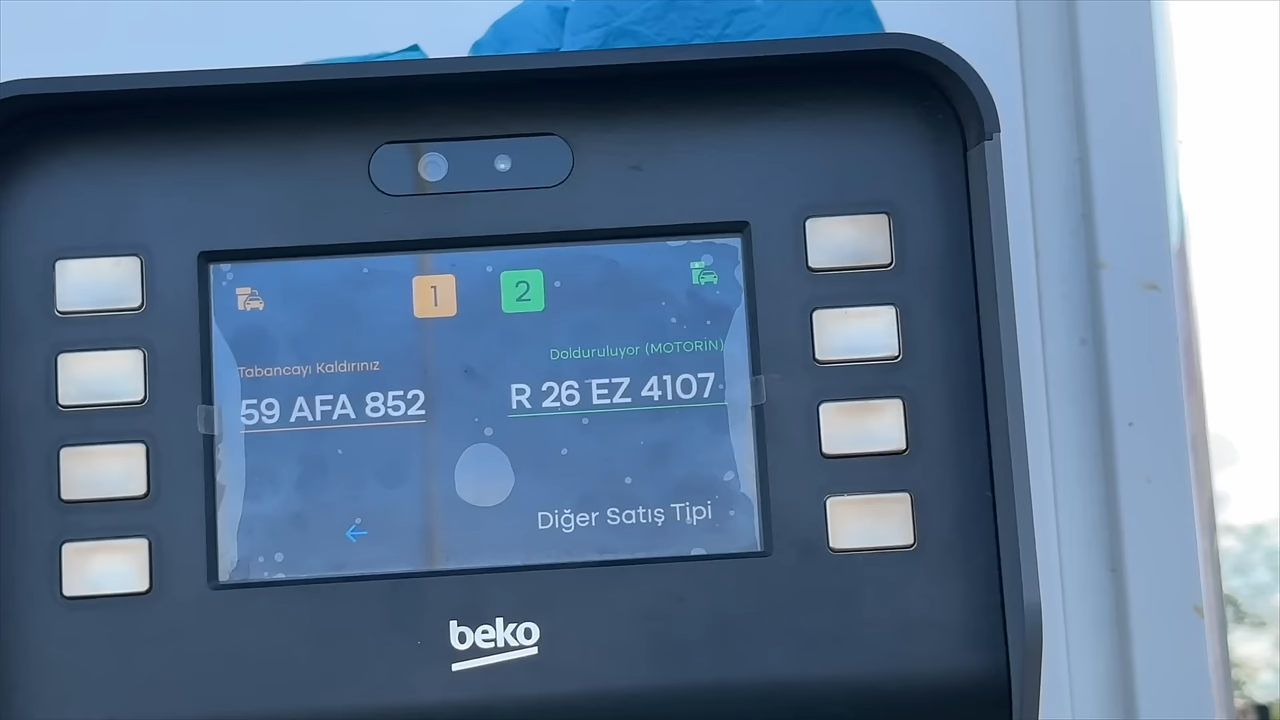 1 2
Tabancayı Kaldırınız
59 AFA 852
Dolduruluyor (MOTORİN)
R 26 EZ 4107
Diğer Satış Tipi
beko